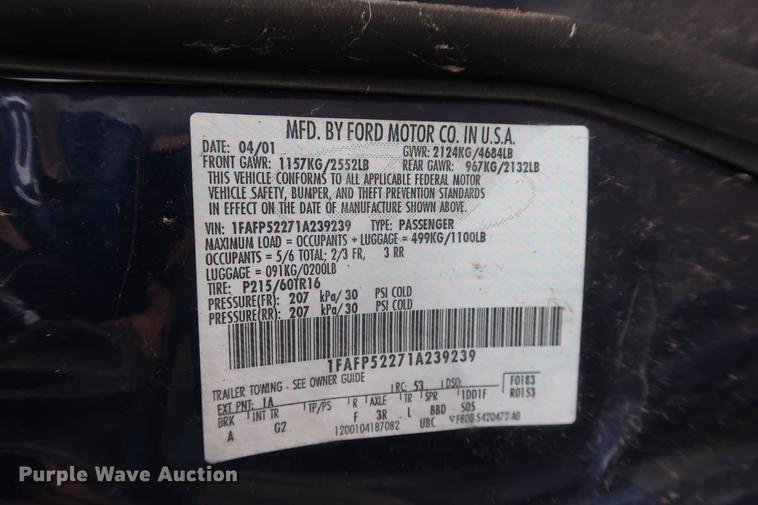 MFD. BY FORD MOTOR CO. IN U.S.A.
DATE: 04/01 GVWR: 2124KG/4684LB
FRONT GAWR: 1157KG/2552LB REAR GAWR: 967KG/2132LB
THIS VEHICLE CONFORMS TO ALL APPLICABLE FEDERAL MOTOR
VEHICLE SAFETY, BUMPER, AND THEFT PREVENTION STANDARDS
IN EFFECT ON THE DATE OF MANUFACTURE SHOWN ABOVE.
VIN: 1FAFP52271A239239 TYPE: PASSENGER
MAXIMUM LOAD = OCCUPANTS + LUGGAGE = 499KG/1100LB
OCCUPANTS = 5/6 TOTAL; 2/3 FR, 3 RR
LUGGAGE = 091KG/0200LB
TIRE: P215/60TR16
PRESSURE(FR) 207 kPa/30 PSI COLD
PRESSURE(RR) 207 kPa/30 PSI COLD
1FAFP52271A239239
TRAILER TOWING - SEE OWNER GUIDE
EXT PNT: 1A RC: 53 DSO: F0183
BRK INT TR TP/PS R AXLE TR SPR 1DD1F R0153
A G2 F 3R L BBD SOS
1200104187082 UBC F80B-5420472-AB
Purple Wave Auction